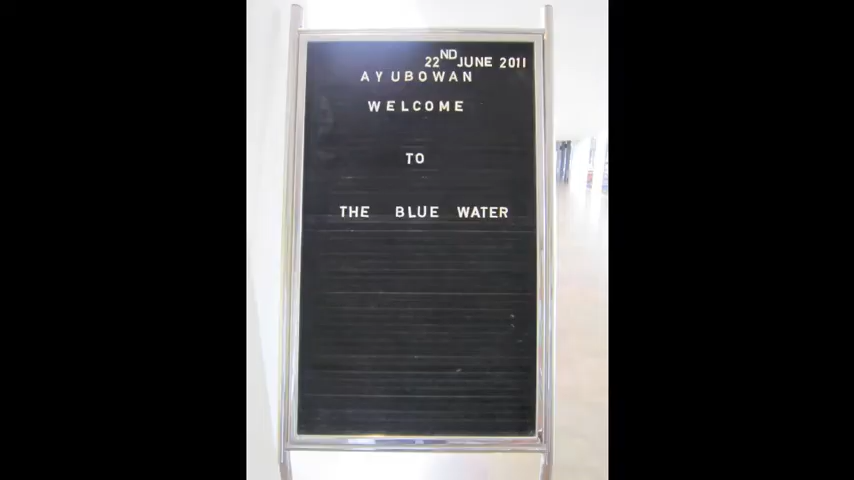 22ND JUNE 2011
AYUBOWAN
WELCOME
TO
THE BLUE WATER